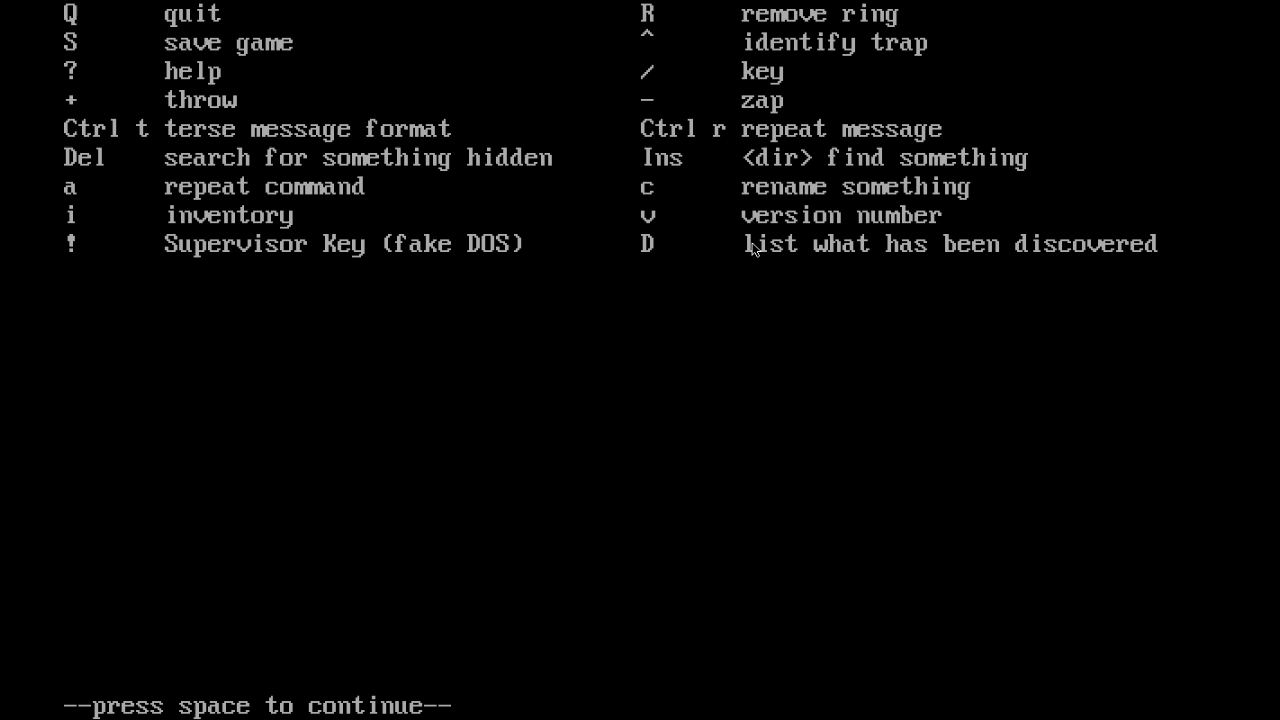 Q quit R remove ring
S save game ^ identify trap
? help / key
+ throw - zap
Ctrl t terse message format Ctrl r repeat message
Del search for something hidden Ins <dir> find something
a repeat command c rename something
i inventory v version number
! Supervisor Key (fake DOS) D list what has been discovered
--press space to continue--